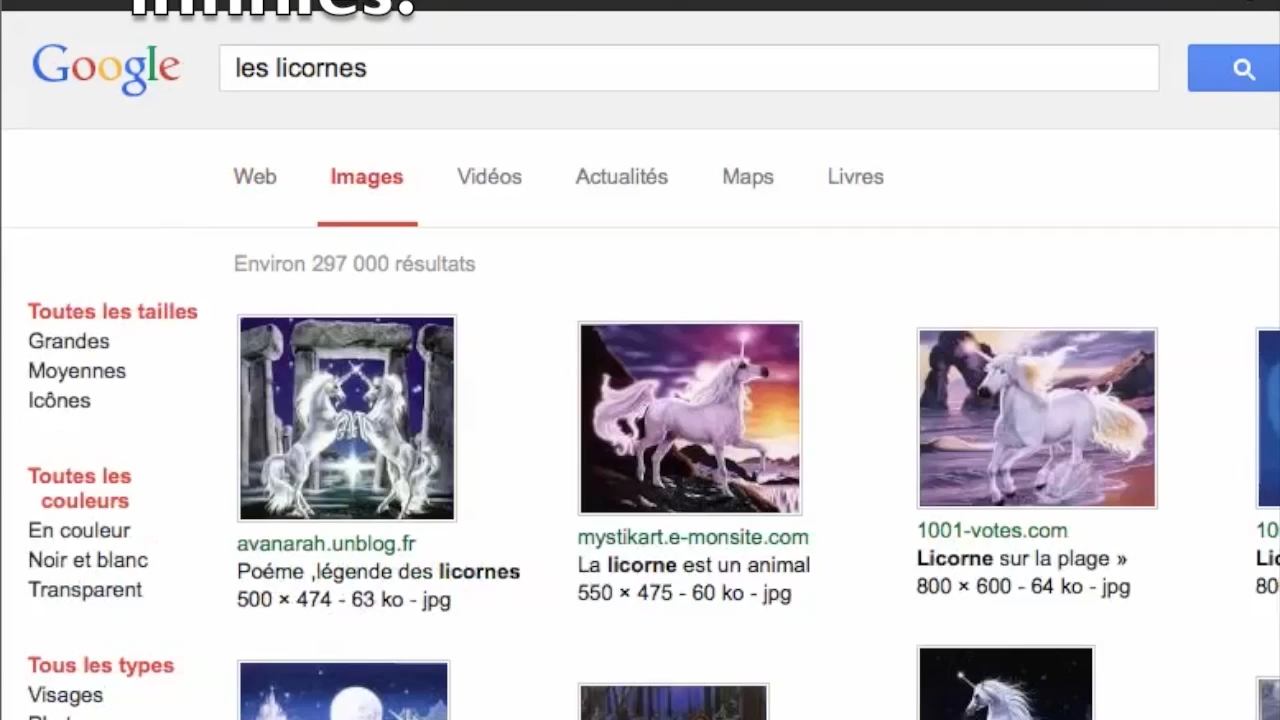 Google
les licornes
Web Images Vidéos Actualités Maps Livres
Environ 297 000 résultats
Toutes les tailles
Grandes
Moyennes
Icônes
Toutes les
couleurs
En couleur
Noir et blanc
Transparent
Tous les types
Visages
avanarah.unblog.fr
Poéme ,légende des licornes
500 × 474 - 63 ko - jpg
mystikart.e-monsite.com
La licorne est un animal
550 × 475 - 60 ko - jpg
1001-votes.com
Licorne sur la plage »
800 × 600 - 64 ko - jpg
10
Lic
80